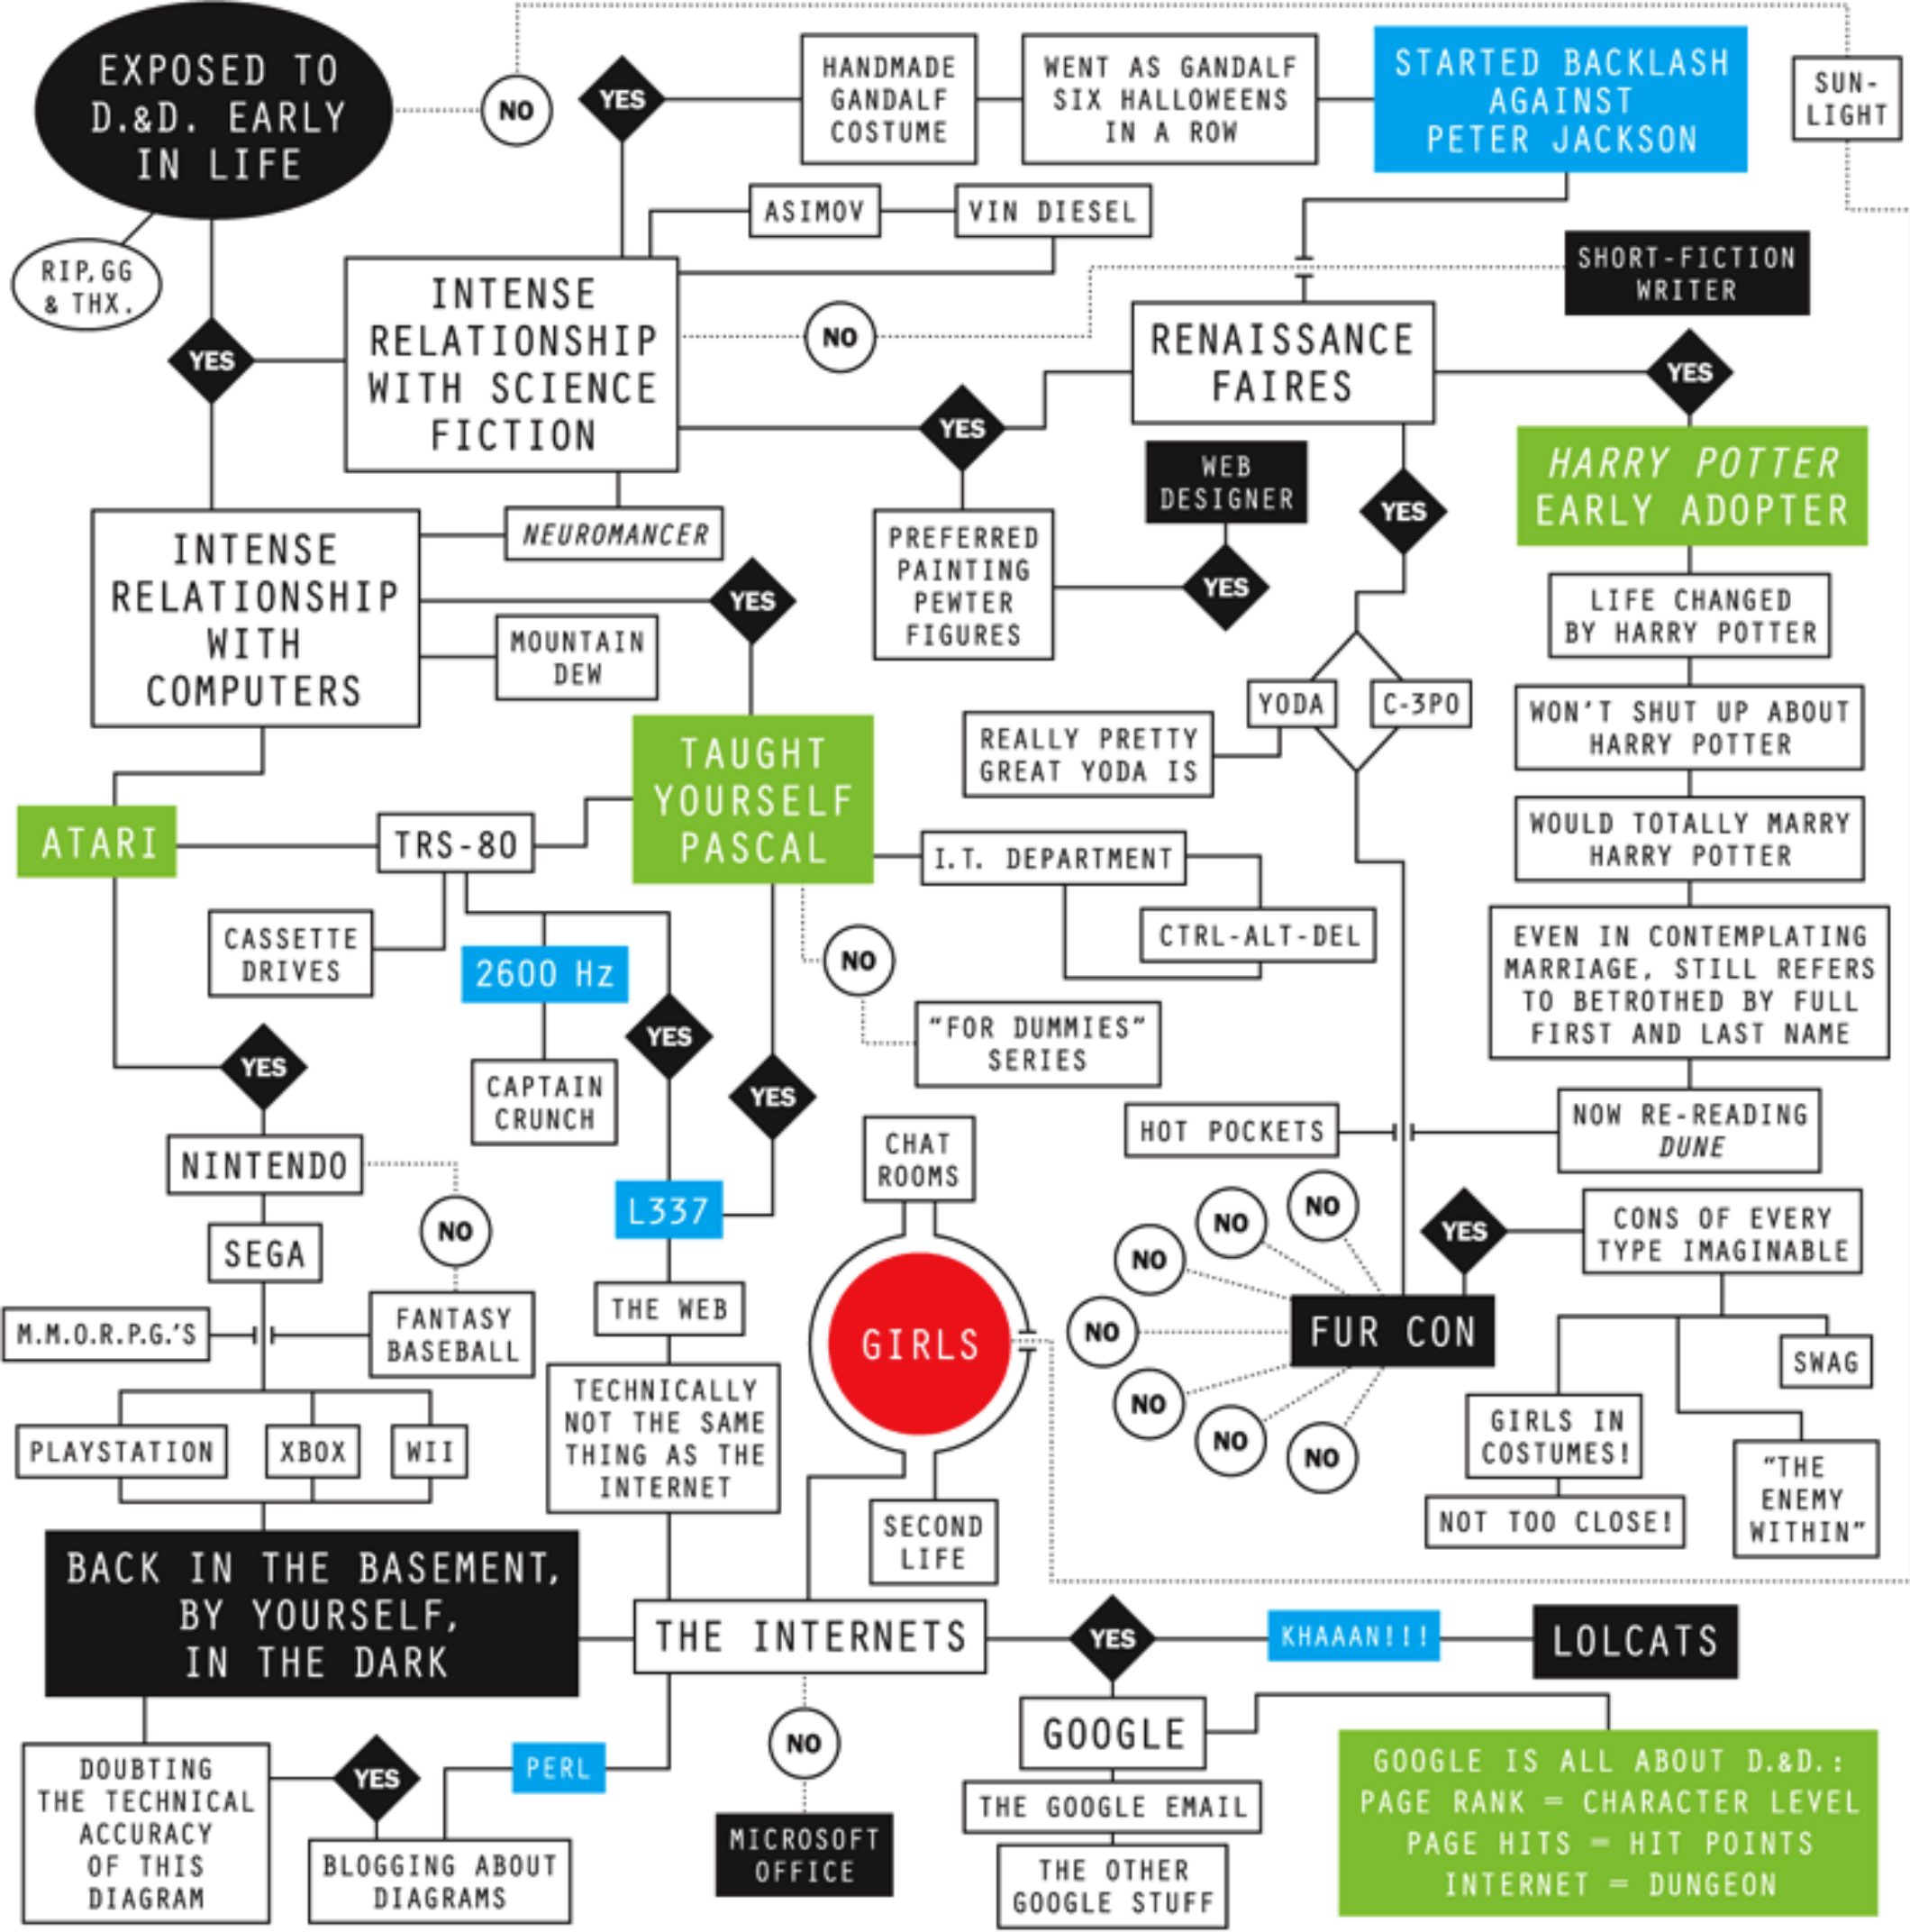 EXPOSED TO
D.&D. EARLY
IN LIFE
NO
YES
HANDMADE
GANDALF
COSTUME
WENT AS GANDALF
SIX HALLOWEENS
IN A ROW
STARTED BACKLASH
AGAINST
PETER JACKSON
SUN-
LIGHT
RIP, GG
& THX.
ASIMOV
VIN DIESEL
SHORT-FICTION
WRITER
YES
INTENSE
RELATIONSHIP
WITH SCIENCE
FICTION
NO
RENAISSANCE
FAIRES
YES
YES
HARRY POTTER
EARLY ADOPTER
WEB
DESIGNER
YES
NEUROMANCER
INTENSE
RELATIONSHIP
WITH
COMPUTERS
YES
MOUNTAIN
DEW
PREFERRED
PAINTING
PEWTER
FIGURES
YES
LIFE CHANGED
BY HARRY POTTER
YODA
C-3PO
REALLY PRETTY
GREAT YODA IS
WON'T SHUT UP ABOUT
HARRY POTTER
TAUGHT
YOURSELF
PASCAL
ATARI
TRS-80
I.T. DEPARTMENT
WOULD TOTALLY MARRY
HARRY POTTER
CASSETTE
DRIVES
2600 Hz
NO
CTRL-ALT-DEL
EVEN IN CONTEMPLATING
MARRIAGE, STILL REFERS
TO BETROTHED BY FULL
FIRST AND LAST NAME
YES
YES
YES
"FOR DUMMIES"
SERIES
CAPTAIN
CRUNCH
CHAT
ROOMS
HOT POCKETS
NOW RE-READING
DUNE
NINTENDO
L337
NO
SEGA
NO
NO
NO
YES
CONS OF EVERY
TYPE IMAGINABLE
M.M.O.R.P.G.'S
FANTASY
BASEBALL
THE WEB
GIRLS
NO
FUR CON
SWAG
PLAYSTATION
XBOX
WII
TECHNICALLY
NOT THE SAME
THING AS THE
INTERNET
NO
NO
NO
GIRLS IN
COSTUMES!
NOT TOO CLOSE!
"THE
ENEMY
WITHIN"
SECOND
LIFE
BACK IN THE BASEMENT,
BY YOURSELF,
IN THE DARK
THE INTERNETS
YES
KHAAAN!!!
LOLCATS
NO
GOOGLE
DOUBTING
THE TECHNICAL
ACCURACY
OF THIS
DIAGRAM
YES
PERL
BLOGGING ABOUT
DIAGRAMS
MICROSOFT
OFFICE
THE GOOGLE EMAIL
THE OTHER
GOOGLE STUFF
GOOGLE IS ALL ABOUT D.&D.:
PAGE RANK = CHARACTER LEVEL
PAGE HITS = HIT POINTS
INTERNET = DUNGEON